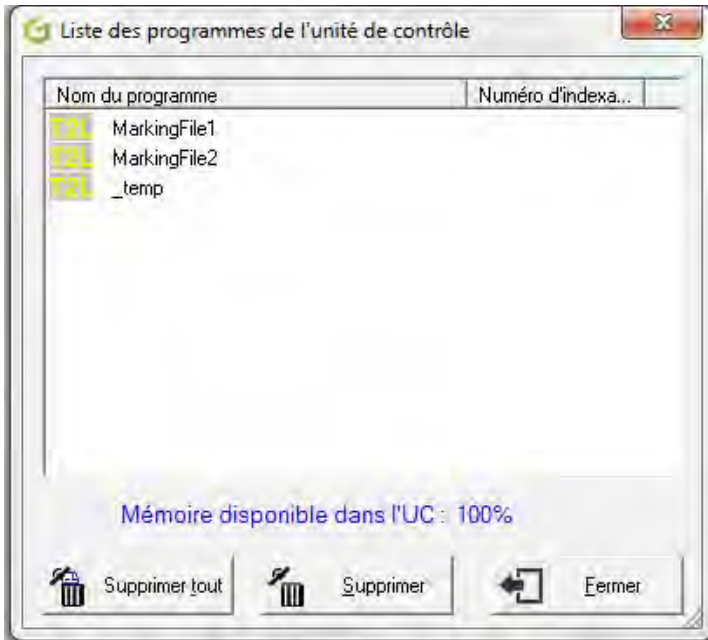 Liste des programmes de l'unité de contrôle
Nom du programme Numéro d'indexa...
T2L MarkingFile1
T2L MarkingFile2
T2L _temp
Mémoire disponible dans l'UC : 100%
Supprimer tout Supprimer Fermer